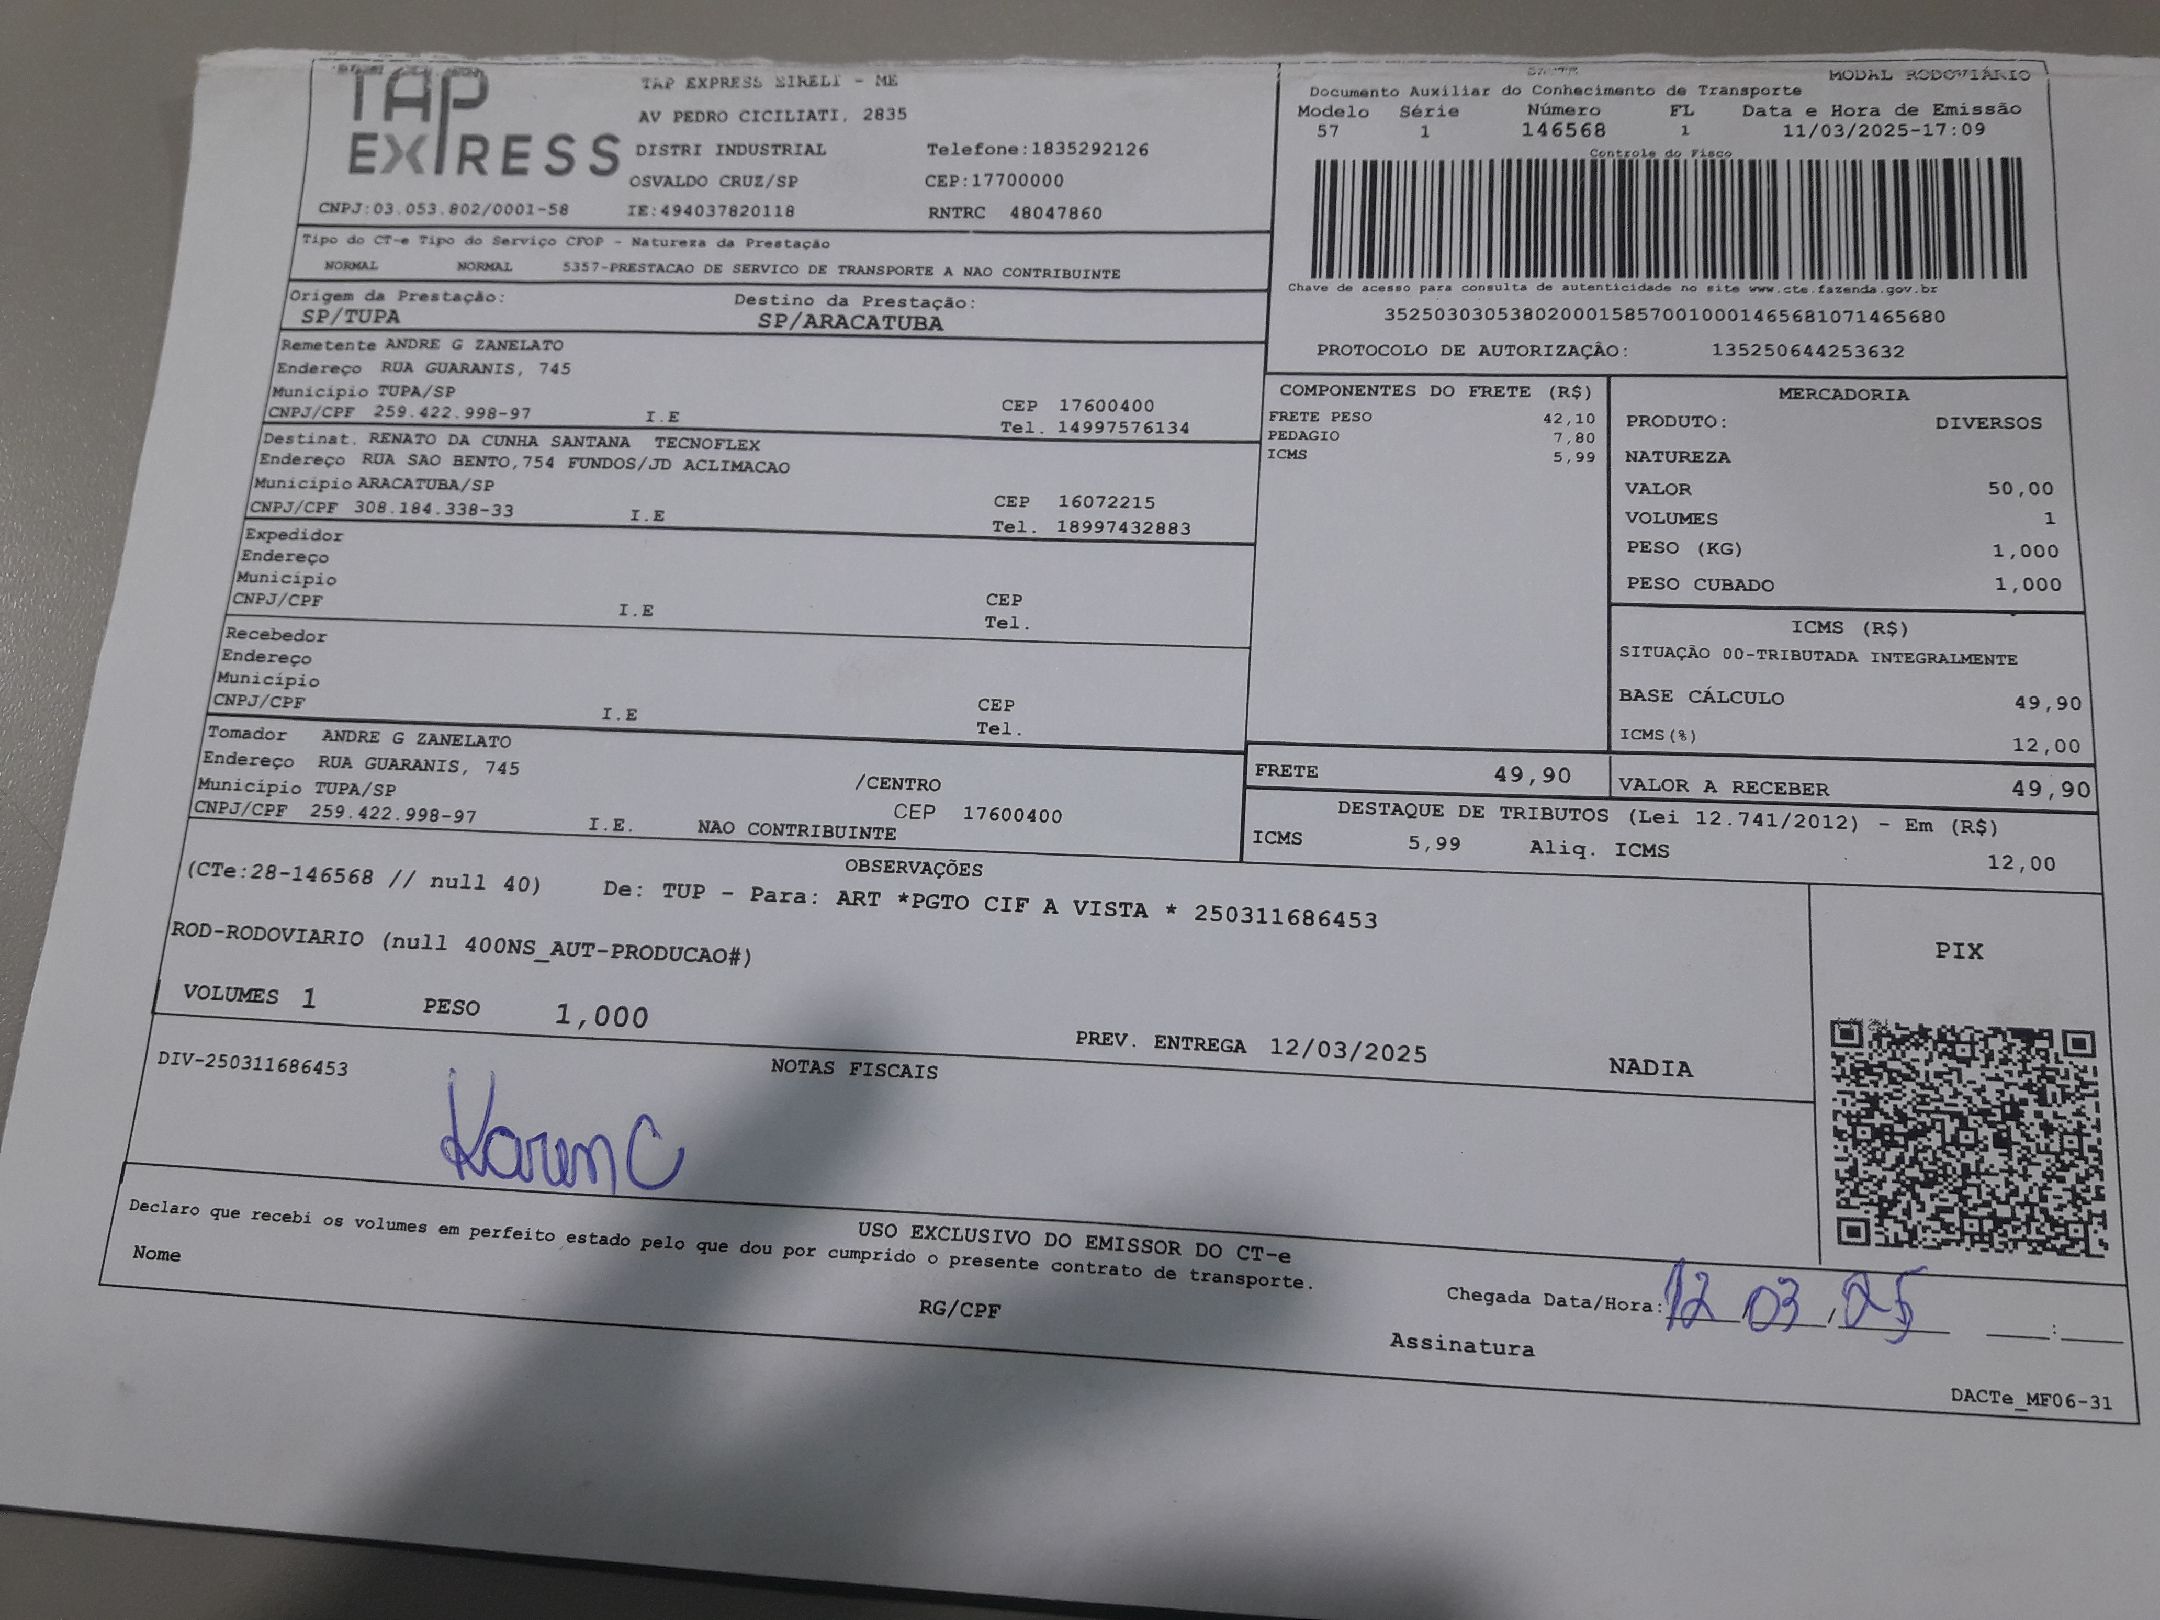 TAP EXPRESS
TAP EXPRESS EIRELI - ME
AV PEDRO CICILIATI, 2835
DISTRI INDUSTRIAL Telefone:1835292126
OSVALDO CRUZ/SP CEP:17700000
CNPJ:03.053.802/0001-58 IE:494037820118 RNTRC 48047860
DACTE MODAL RODOVIÁRIO
Documento Auxiliar do Conhecimento de Transporte
Modelo Série Número FL Data e Hora de Emissão
57 1 146568 1 11/03/2025-17:09
Controle do Fisco
Chave de acesso para consulta de autenticidade no site www.cte.fazenda.gov.br
35250303053802000158570010001465681071465680
PROTOCOLO DE AUTORIZAÇÂO: 135250644253632
Tipo do CT-e Tipo do Serviço CFOP - Natureza da Prestação
NORMAL NORMAL 5357-PRESTACAO DE SERVICO DE TRANSPORTE A NAO CONTRIBUINTE
Origem da Prestação: Destino da Prestação:
SP/TUPA SP/ARACATUBA
Remetente ANDRE G ZANELATO
Endereço RUA GUARANIS, 745
Municipio TUPA/SP CEP 17600400
CNPJ/CPF 259.422.998-97 I.E Tel. 14997576134
Destinat. RENATO DA CUNHA SANTANA TECNOFLEX
Endereço RUA SAO BENTO,754 FUNDOS/JD ACLIMACAO
Municipio ARACATUBA/SP CEP 16072215
CNPJ/CPF 308.184.338-33 I.E Tel. 18997432883
Expedidor
Endereço
Município
CNPJ/CPF I.E CEP
Tel.
Recebedor
Endereço
Município
CNPJ/CPF I.E CEP
Tel.
Tomador ANDRE G ZANELATO
Endereço RUA GUARANIS, 745 /CENTRO
Municipio TUPA/SP CEP 17600400
CNPJ/CPF 259.422.998-97 I.E. NAO CONTRIBUINTE
COMPONENTES DO FRETE (R$)
FRETE PESO 42,10
PEDAGIO 7,80
ICMS 5,99
MERCADORIA
PRODUTO: DIVERSOS
NATUREZA
VALOR 50,00
VOLUMES 1
PESO (KG) 1,000
PESO CUBADO 1,000
ICMS (R$)
SITUAÇÃO 00-TRIBUTADA INTEGRALMENTE
BASE CÁLCULO 49,90
ICMS(%) 12,00
FRETE 49,90 VALOR A RECEBER 49,90
DESTAQUE DE TRIBUTOS (Lei 12.741/2012) - Em (R$)
ICMS 5,99 Aliq. ICMS 12,00
OBSERVAÇÕES
(CTe:28-146568 // null 40) De: TUP - Para: ART *PGTO CIF A VISTA * 250311686453
ROD-RODOVIARIO (null 400NS_AUT-PRODUCAO#)
VOLUMES 1 PESO 1,000
PREV. ENTREGA 12/03/2025 NADIA
PIX
NOTAS FISCAIS
DIV-250311686453
Karen C
USO EXCLUSIVO DO EMISSOR DO CT-e
Declaro que recebi os volumes em perfeito estado pelo que dou por cumprido o presente contrato de transporte.
Nome RG/CPF Assinatura
Chegada Data/Hora: 12 03 , 25 :
DACTe_MF06-31